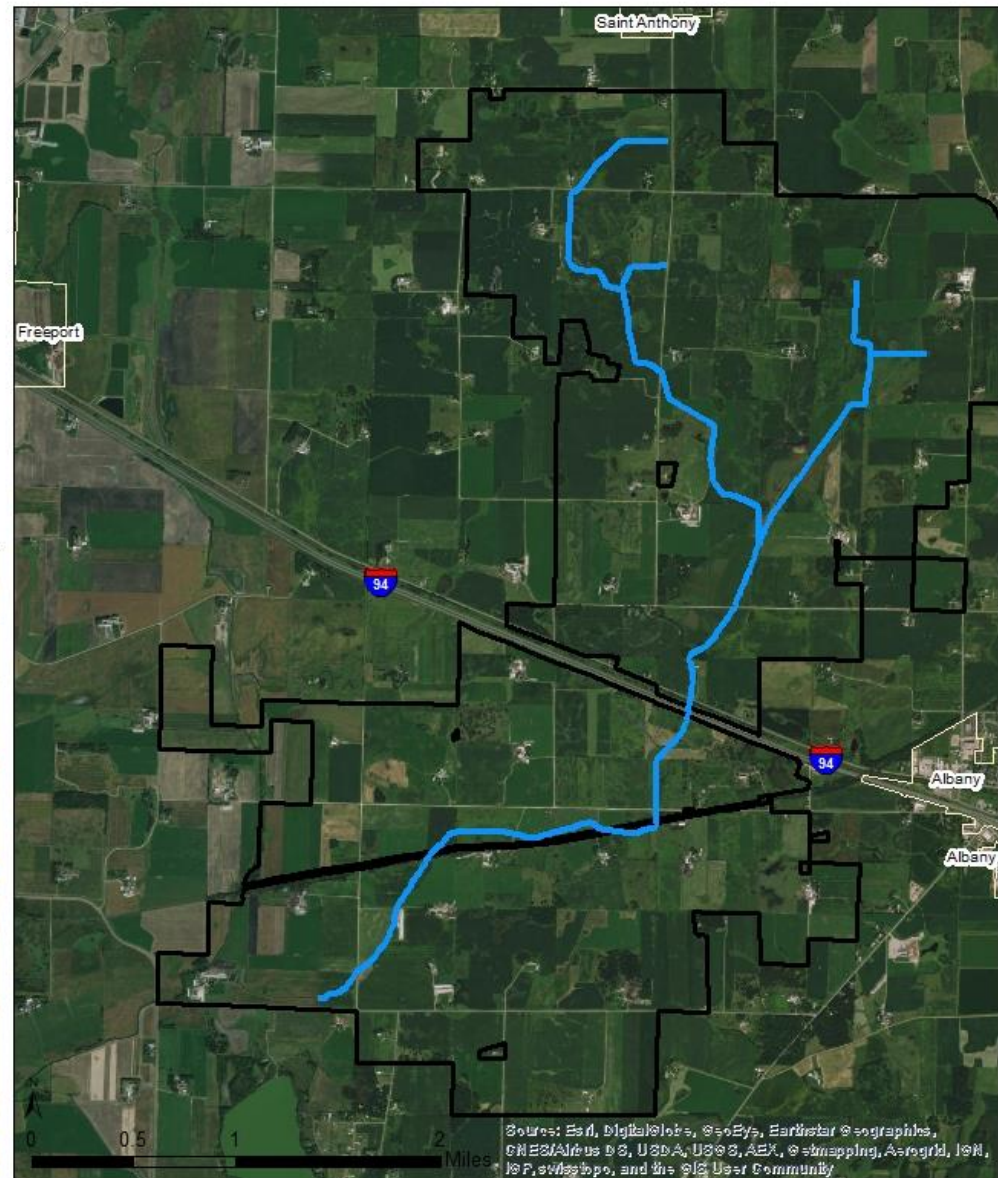 Saint Anthony
Freeport
94
94
Albany
Albany
N
0 0.5 1 2
Miles
Source: Esri, DigitalGlobe, GeoEye, Earthstar Geographics,
CNES/Airbus DS, USDA, USGS, AEX, Getmapping, Aerogrid, IGN,
IGP, swisstopo, and the GIS User Community